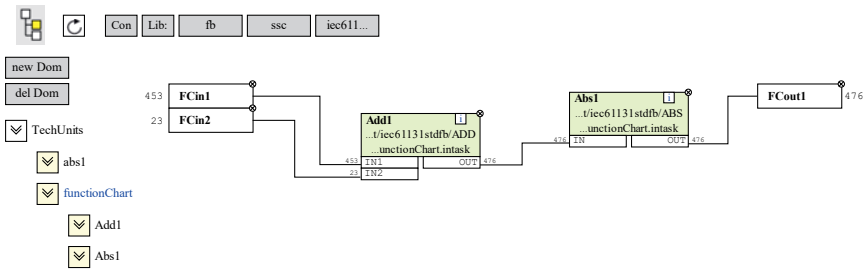 Con Lib: fb ssc iec611...
new Dom
del Dom
TechUnits
abs1
functionChart
Add1
Abs1
453 FCin1
23 FCin2
Add1 i
...t/iec61131stdfb/ADD
...unctionChart.intask
453 IN1 OUT 476
23 IN2
Abs1 i
...t/iec61131stdfb/ABS
...unctionChart.intask
476 IN OUT 476
FCout1 476